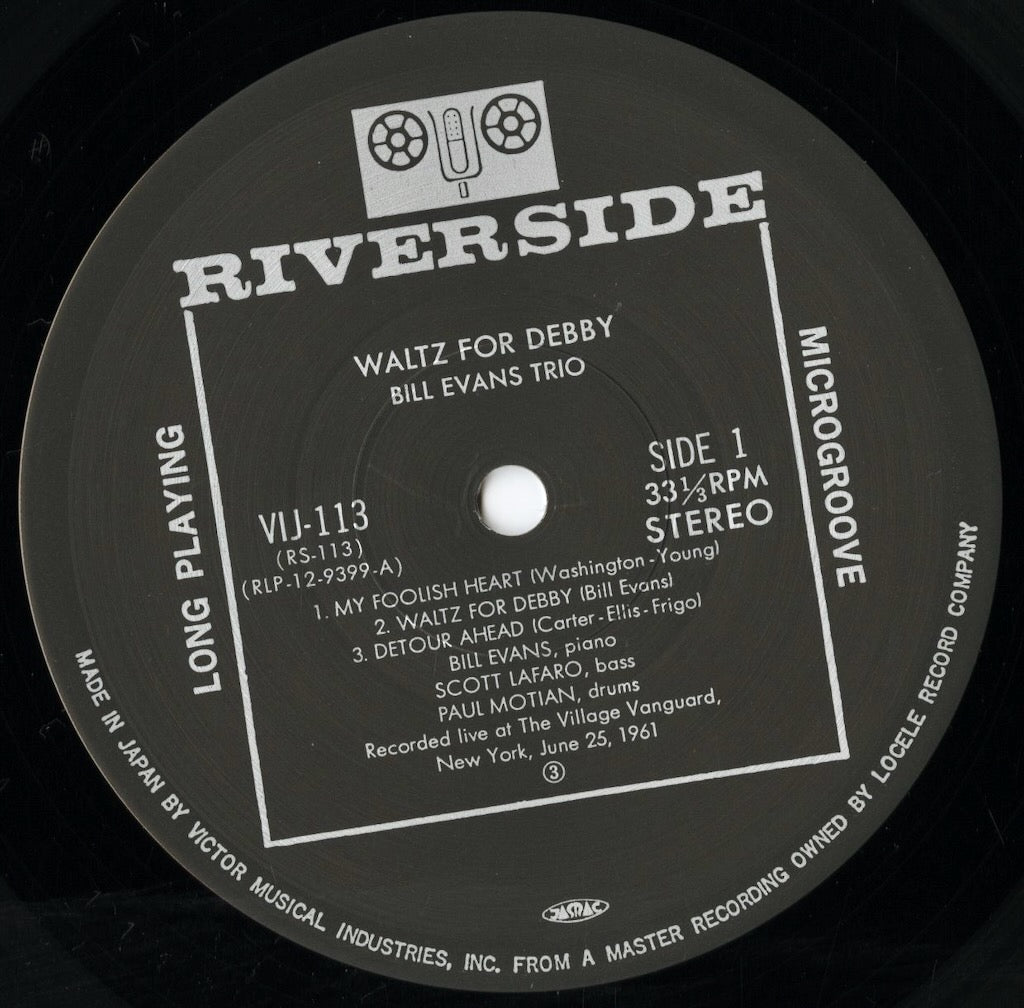 RIVERSIDE
WALTZ FOR DEBBY
BILL EVANS TRIO
LONG PLAYING
MICROGROOVE
VIJ-113
(RS-113)
(RLP-12-9399-A)
SIDE 1
33⅓RPM
STEREO
1. MY FOOLISH HEART (Washington-Young)
2. WALTZ FOR DEBBY (Bill Evans)
3. DETOUR AHEAD (Carter-Ellis-Frigo)
BILL EVANS, piano
SCOTT LAFARO, bass
PAUL MOTIAN, drums
Recorded live at The Village Vanguard,
New York, June 25, 1961
③
JASRAC
MADE IN JAPAN BY VICTOR MUSICAL INDUSTRIES, INC. FROM A MASTER RECORDING OWNED BY LOCELE RECORD COMPANY